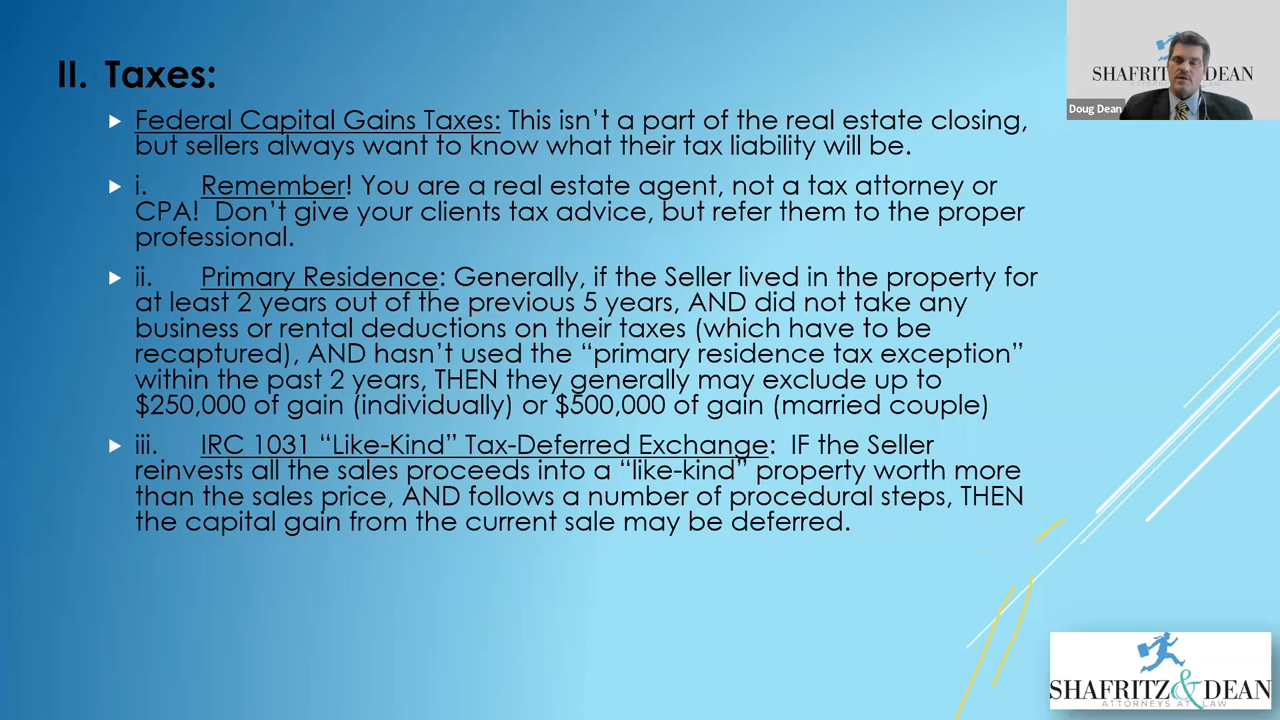 II. Taxes:
Federal Capital Gains Taxes: This isn't a part of the real estate closing,
but sellers always want to know what their tax liability will be.
i. Remember! You are a real estate agent, not a tax attorney or
CPA! Don't give your clients tax advice, but refer them to the proper
professional.
ii. Primary Residence: Generally, if the Seller lived in the property for
at least 2 years out of the previous 5 years, AND did not take any
business or rental deductions on their taxes (which have to be
recaptured), AND hasn't used the “primary residence tax exception”
within the past 2 years, THEN they generally may exclude up to
$250,000 of gain (individually) or $500,000 of gain (married couple)
iii. IRC 1031 “Like-Kind” Tax-Deferred Exchange: IF the Seller
reinvests all the sales proceeds into a “like-kind” property worth more
than the sales price, AND follows a number of procedural steps, THEN
the capital gain from the current sale may be deferred.
DEAN
Doug Dean
SHAFRITZ & DEAN
ATTORNEYS AT LAW